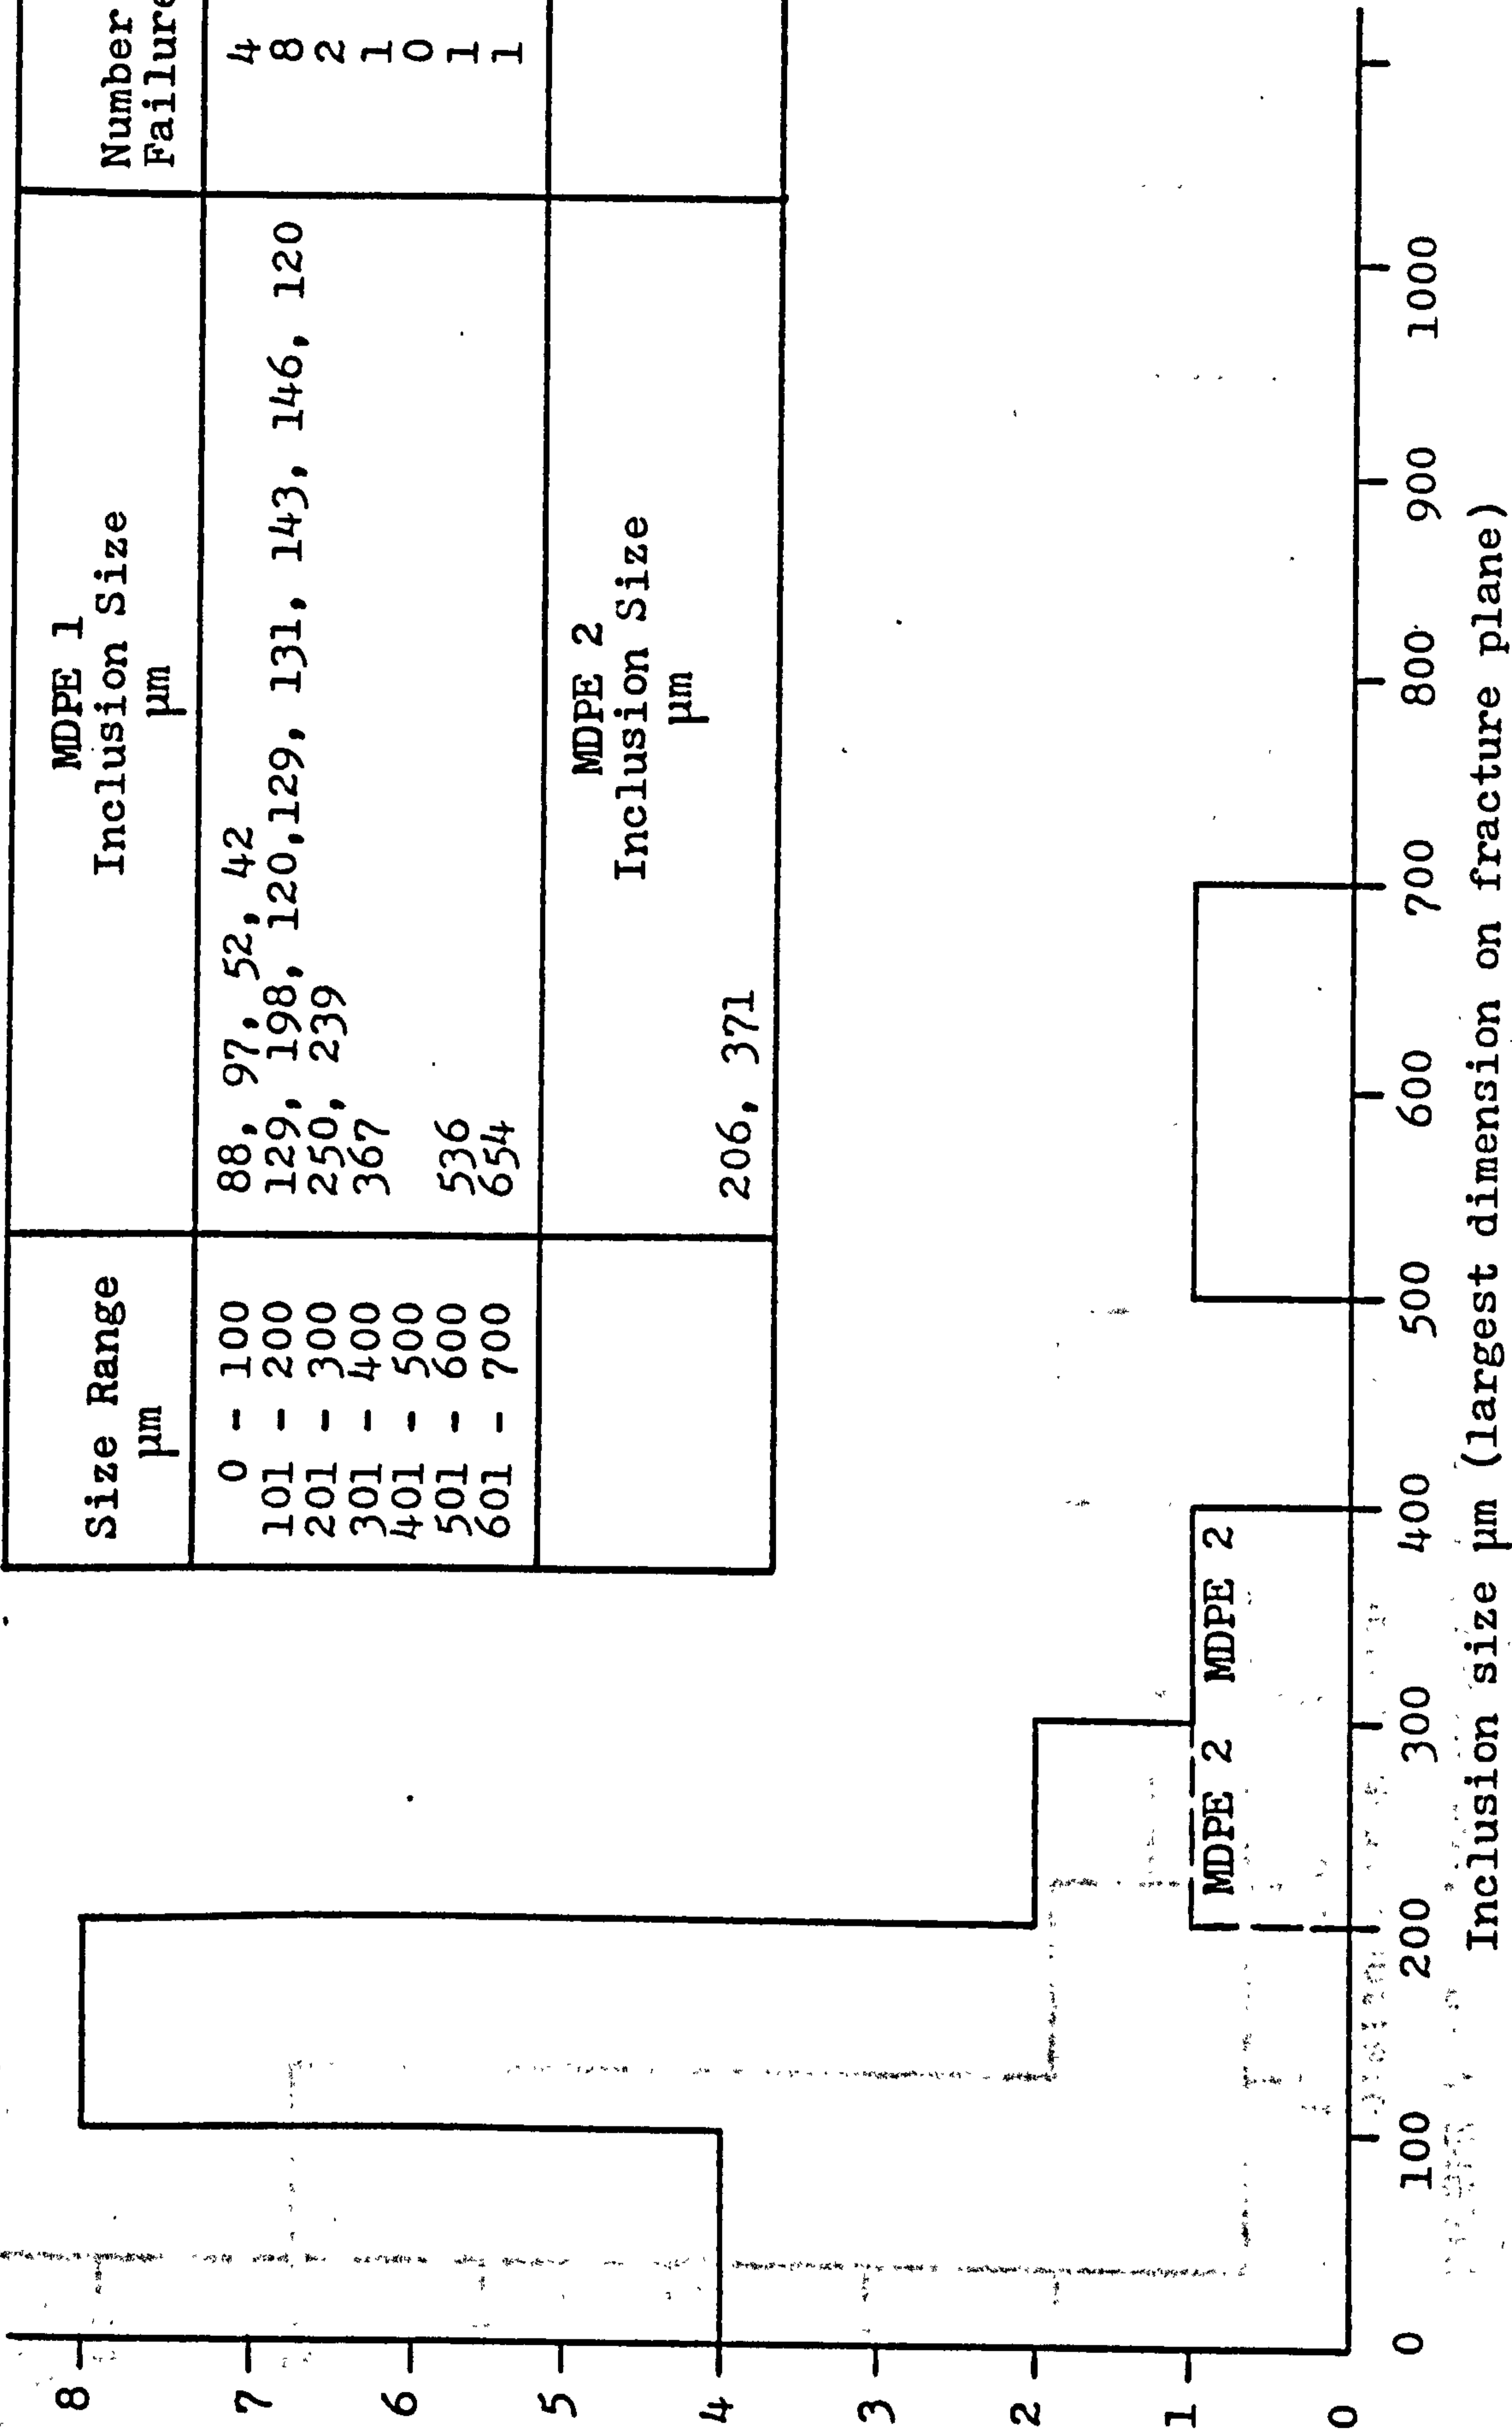 Size Range
µm
MDPE 1
Inclusion Size
µm
Number
Failure
0 - 100 88, 97, 52, 42 4
101 - 200 129, 198, 120,129, 131, 143, 146, 120 8
201 - 300 250, 239 2
301 - 400 367 1
401 - 500 0
501 - 600 536 1
601 - 700 654 1
MDPE 2
Inclusion Size
µm
206, 371
8
7
6
5
4
3
2
1
0
MDPE 2 MDPE 2
0 100 200 300 400 500 600 700 800 900 1000
Inclusion size µm (largest dimension on fracture plane)